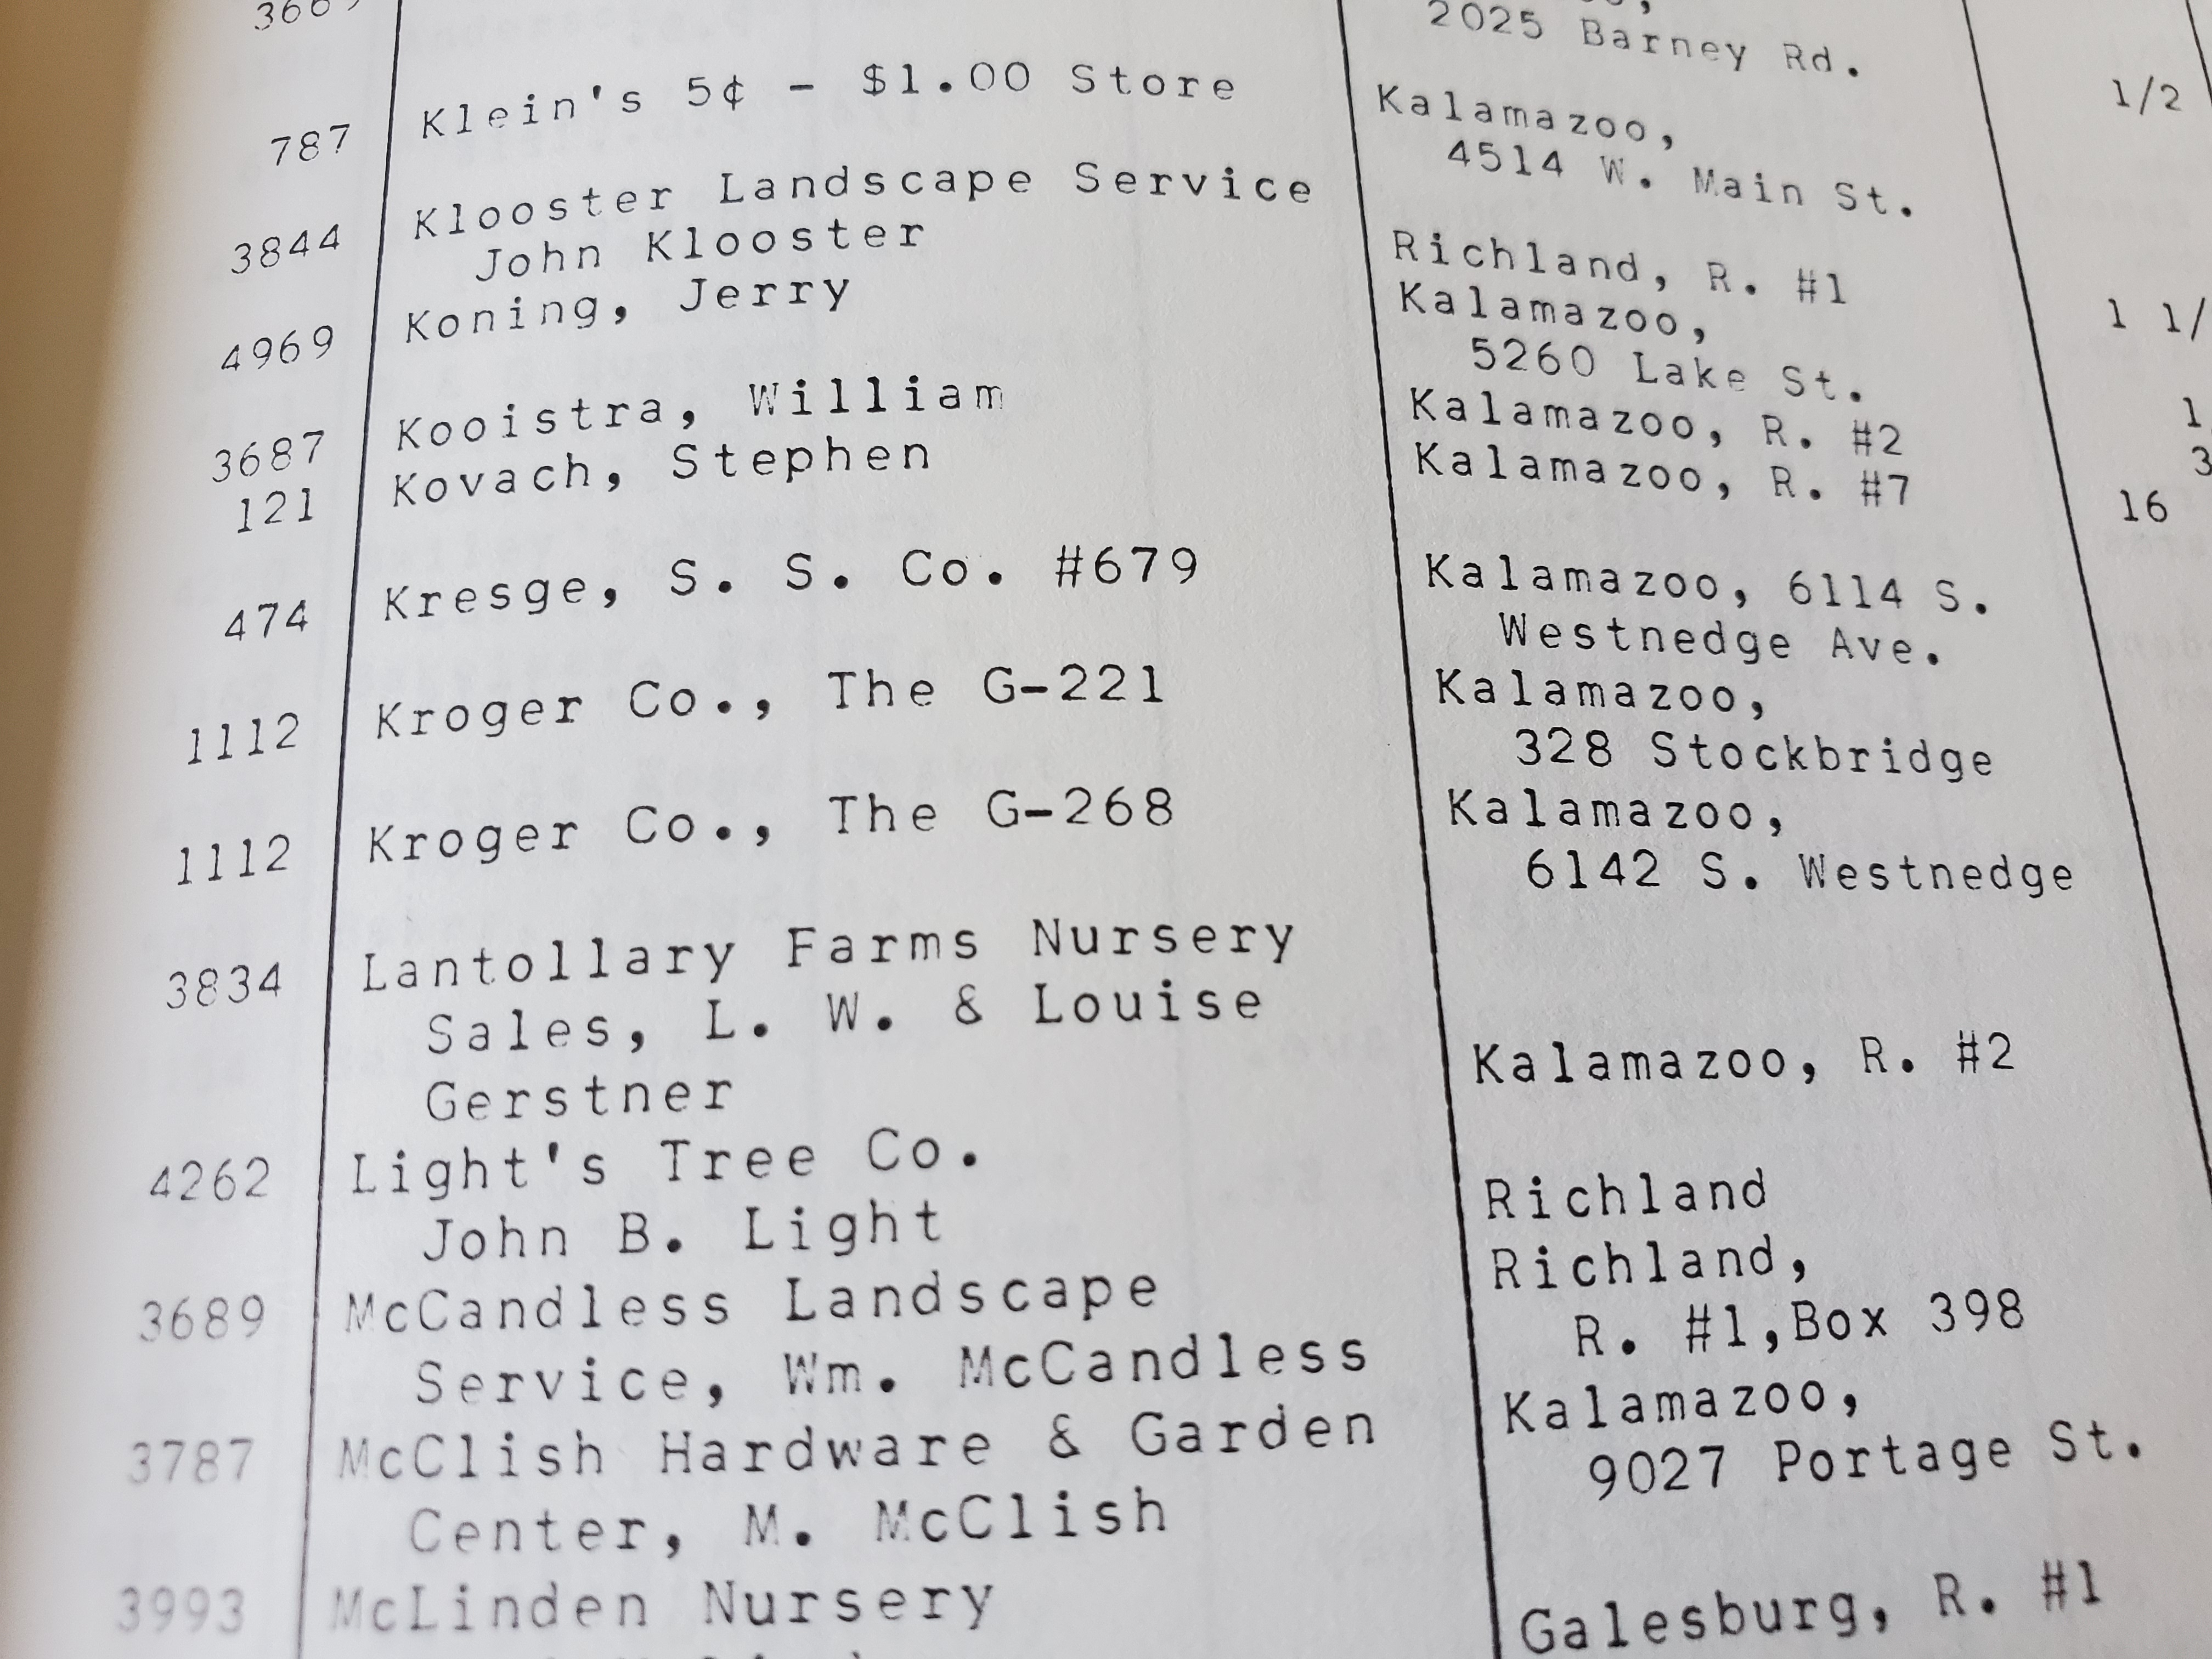 2025 Barney Rd. 1/2
787 Klein's 5¢ - $1.00 Store Kalamazoo,
4514 W. Main St.
3844 Klooster Landscape Service
John Klooster Richland, R. #1 1 1/
4969 Koning, Jerry Kalamazoo,
5260 Lake St. 1
3687 Kooistra, William Kalamazoo, R. #2 3
121 Kovach, Stephen Kalamazoo, R. #7 16
474 Kresge, S. S. Co. #679 Kalamazoo, 6114 S.
Westnedge Ave.
1112 Kroger Co., The G-221 Kalamazoo,
328 Stockbridge
1112 Kroger Co., The G-268 Kalamazoo,
6142 S. Westnedge
3834 Lantollary Farms Nursery
Sales, L. W. & Louise
Gerstner Kalamazoo, R. #2
4262 Light's Tree Co.
John B. Light Richland
3689 McCandless Landscape Richland,
Service, Wm. McCandless R. #1,Box 398
3787 McClish Hardware & Garden Kalamazoo,
Center, M. McClish 9027 Portage St.
3993 McLinden Nursery
Galesburg, R. #1